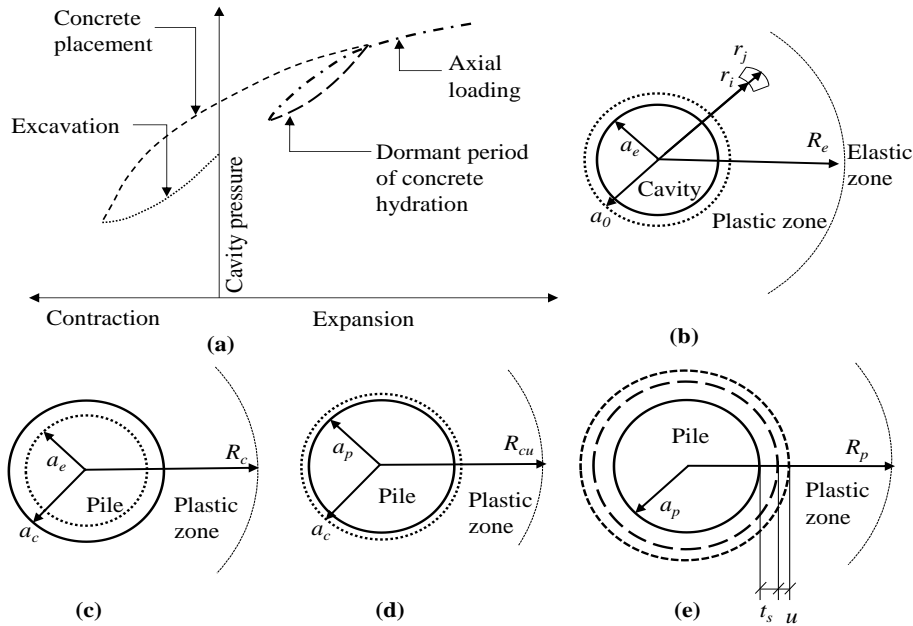 Concrete
placement
Excavation
Cavity pressure
Axial
loading
Dormant period
of concrete
hydration
Contraction
Expansion
(a)
r_j
r_i
a_e
R_e
Elastic
zone
Cavity
a_0
Plastic zone
(b)
a_e
R_c
Pile
Plastic
zone
a_c
(c)
a_p
R_cu
Pile
Plastic
zone
a_c
(d)
Pile
R_p
a_p
Plastic
zone
(e)
t_s
u